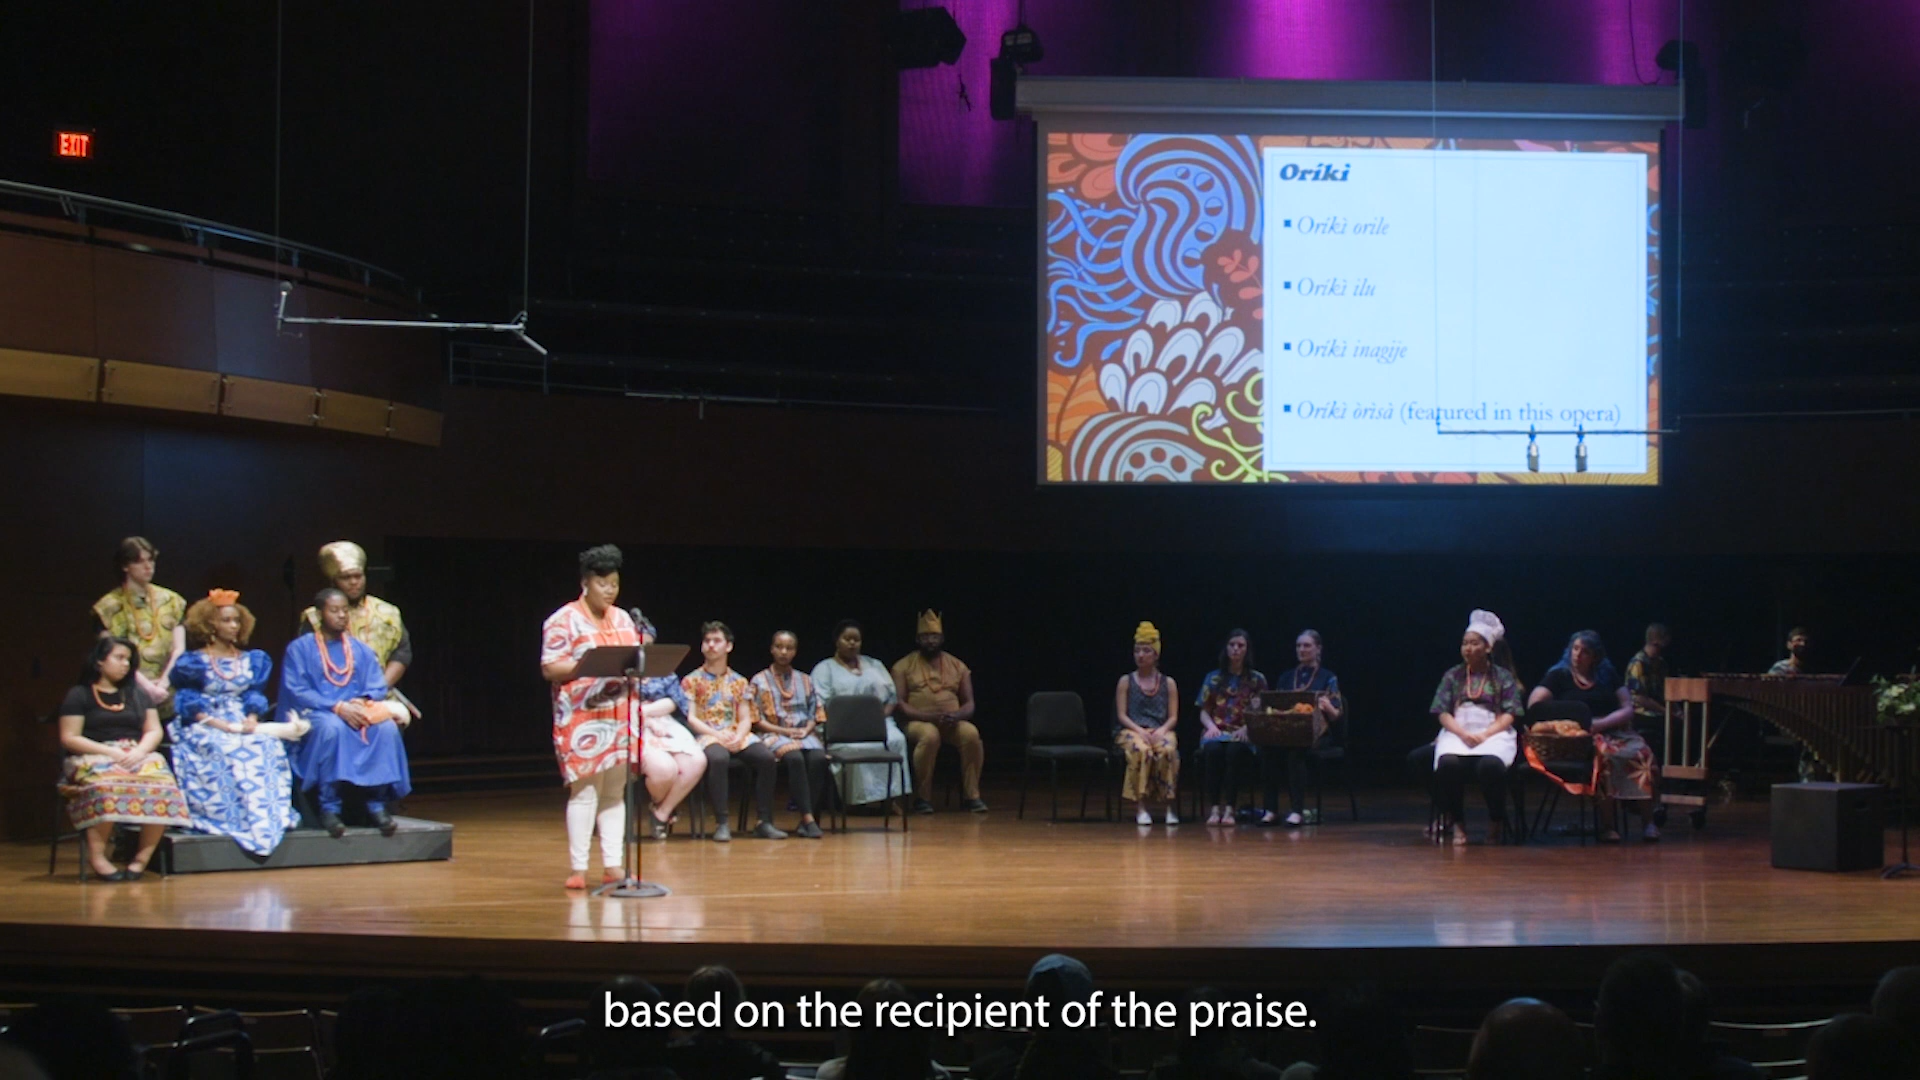 EXIT
Oríkì
▪ Oríkì orile
▪ Oríkì ilu
▪ Oríkì inagije
▪ Oríkì òrìsà (featured in this opera)
based on the recipient of the praise.